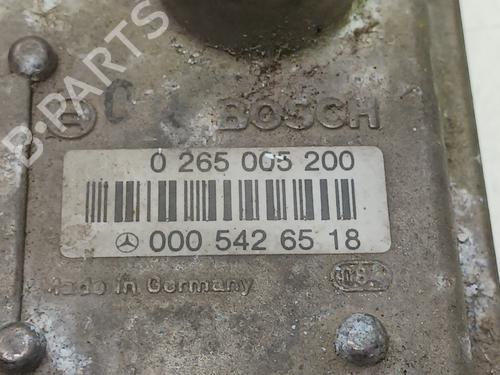 B-PARTS
BOSCH
0 265 005 200
000 542 65 18
Made in Germany